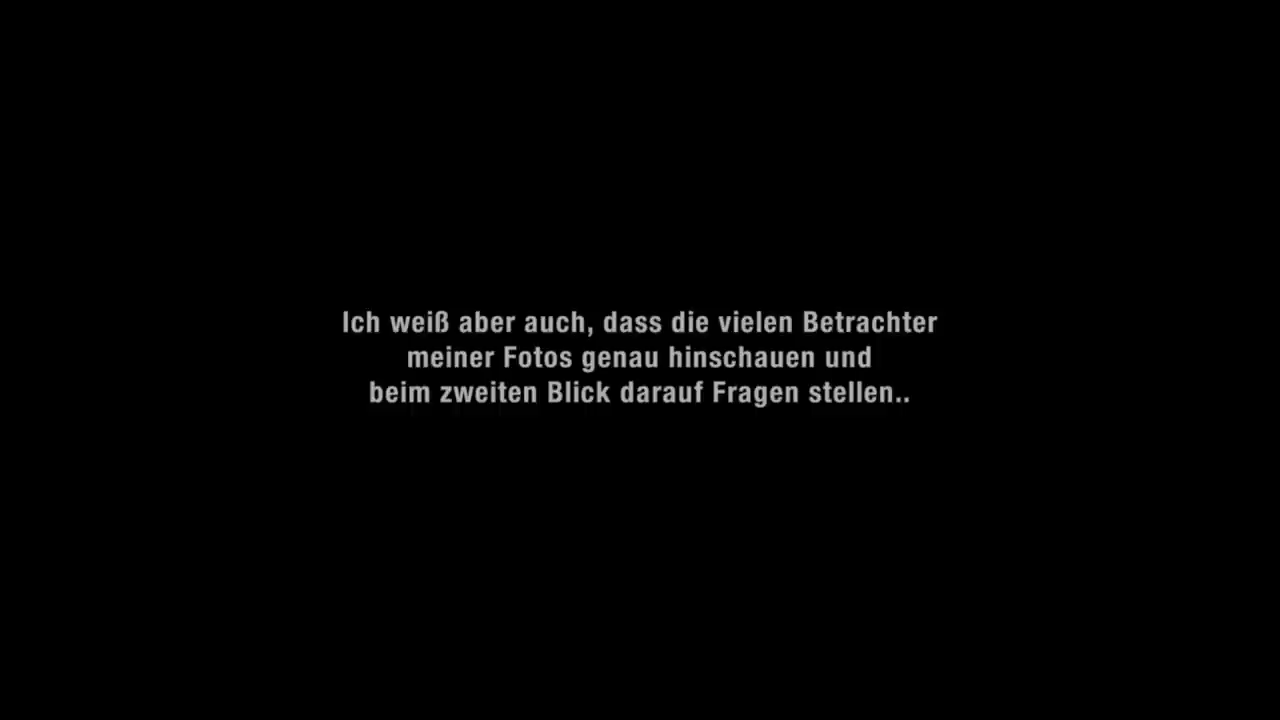 Ich weiß aber auch, dass die vielen Betrachter
meiner Fotos genau hinschauen und
beim zweiten Blick darauf Fragen stellen..